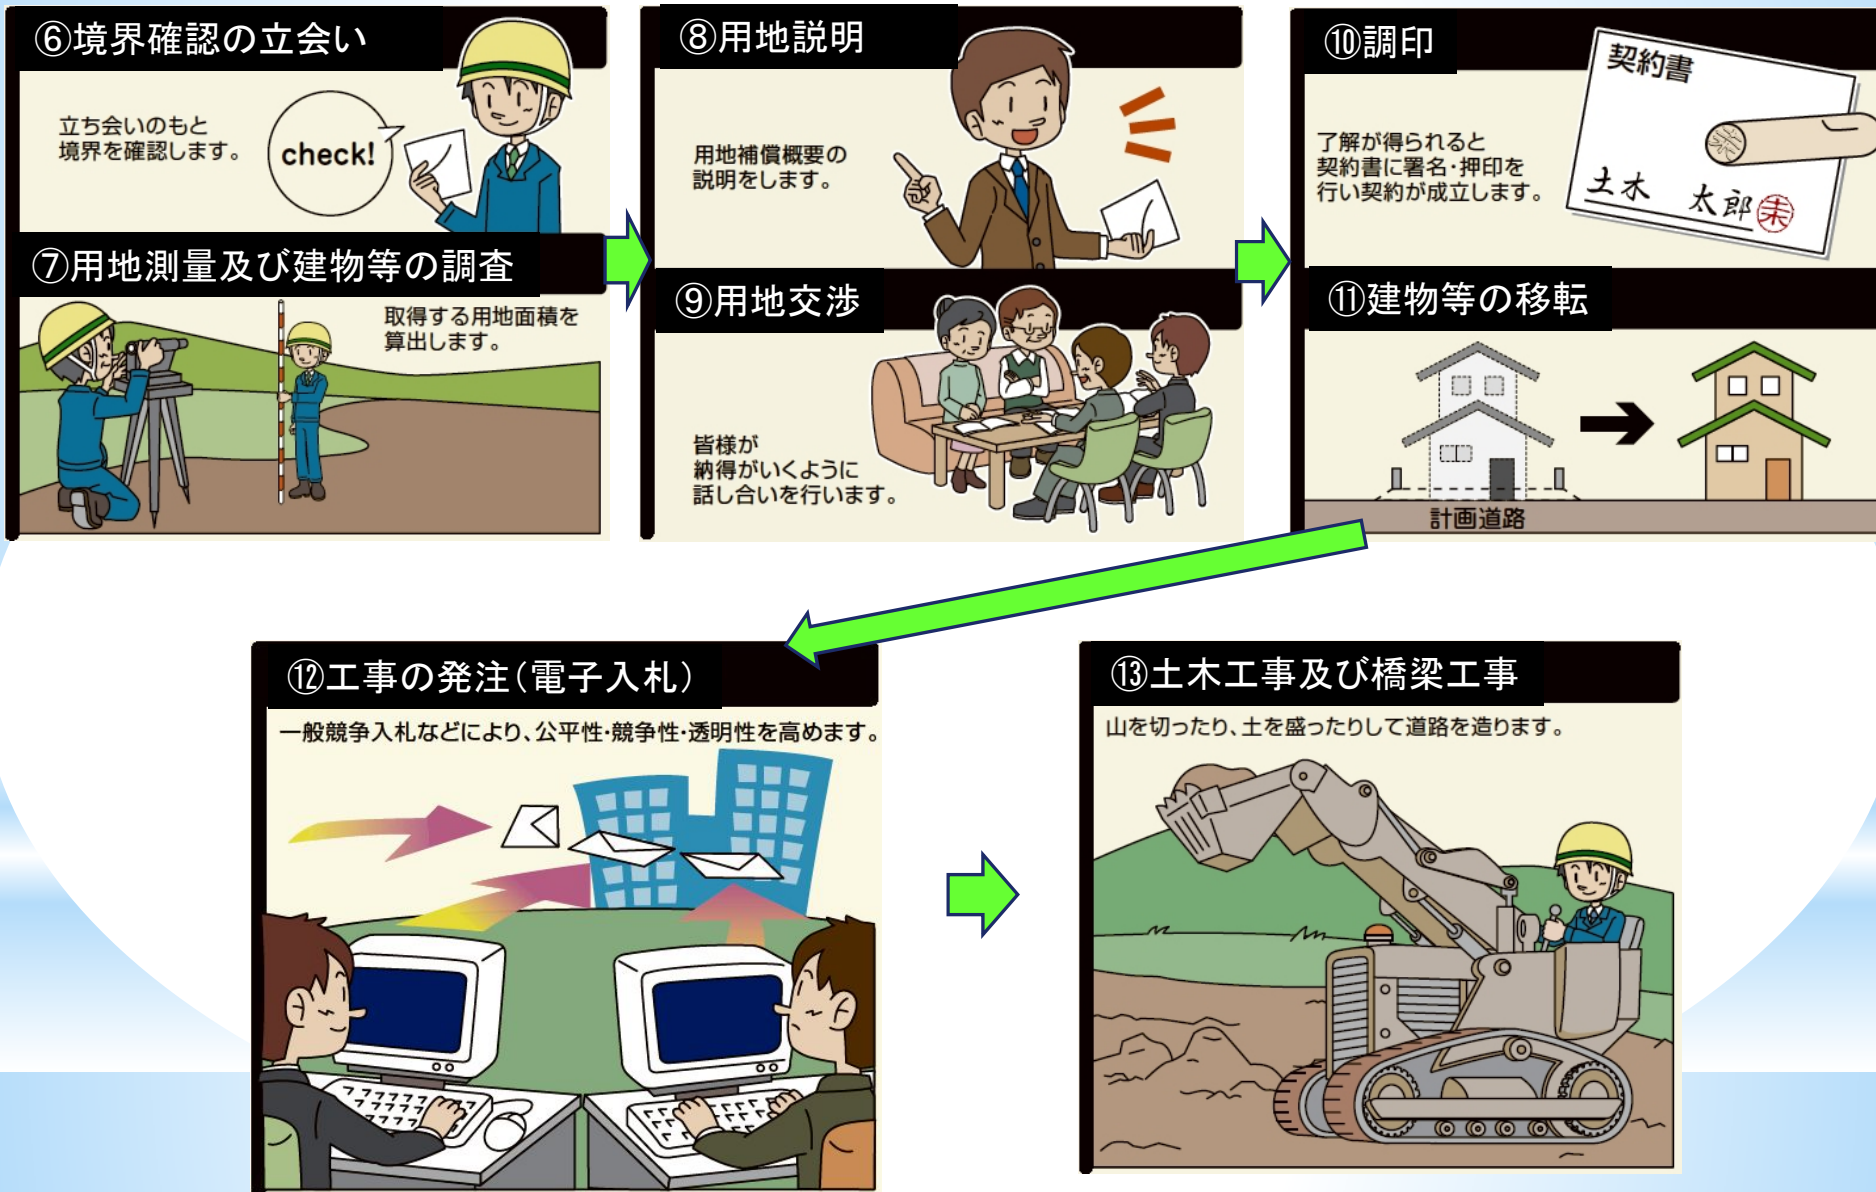 ⑥境界確認の立会い
立ち会いのもと
境界を確認します。
check!
⑦用地測量及び建物等の調査
取得する用地面積を
算出します。
⑧用地説明
用地補償概要の
説明をします。
⑨用地交渉
皆様が
納得がいくように
話し合いを行います。
⑩調印
了解が得られると
契約書に署名・押印を
行い契約が成立します。
契約書
土木 太郎
⑪建物等の移転
計画道路
⑫工事の発注(電子入札)
一般競争入札などにより、公平性・競争性・透明性を高めます。
⑬土木工事及び橋梁工事
山を切ったり、土を盛ったりして道路を造ります。